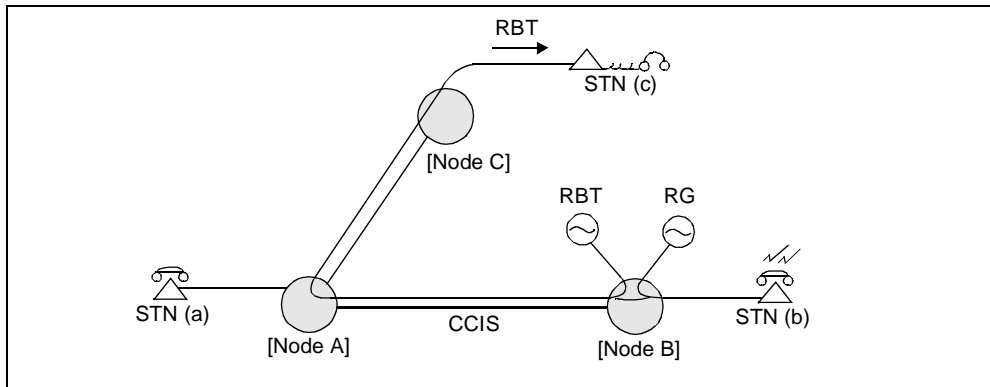 RBT
STN (c)
[Node C]
RBT
RG
STN (a)
CCIS
STN (b)
[Node A]
[Node B]